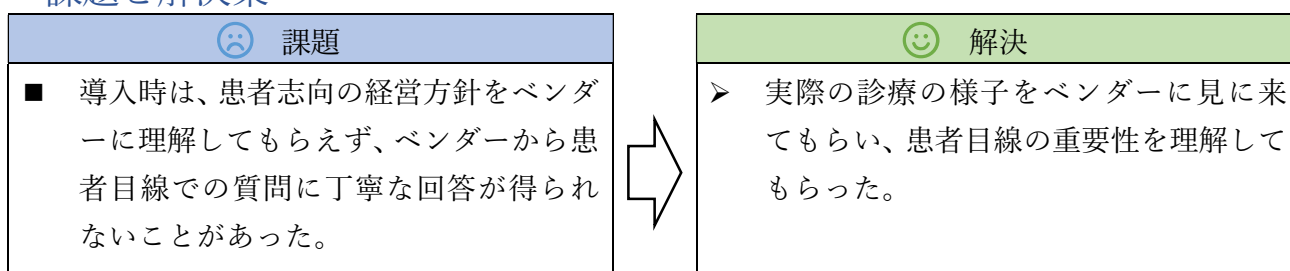 課題と解決策
課題
■ 導入時は、患者志向の経営方針をベンダ
ーに理解してもらえず、ベンダーから患
者目線での質問に丁寧な回答が得られ
ないことがあった。
解決
➢ 実際の診療の様子をベンダーに見に来
てもらい、患者目線の重要性を理解して
もらった。